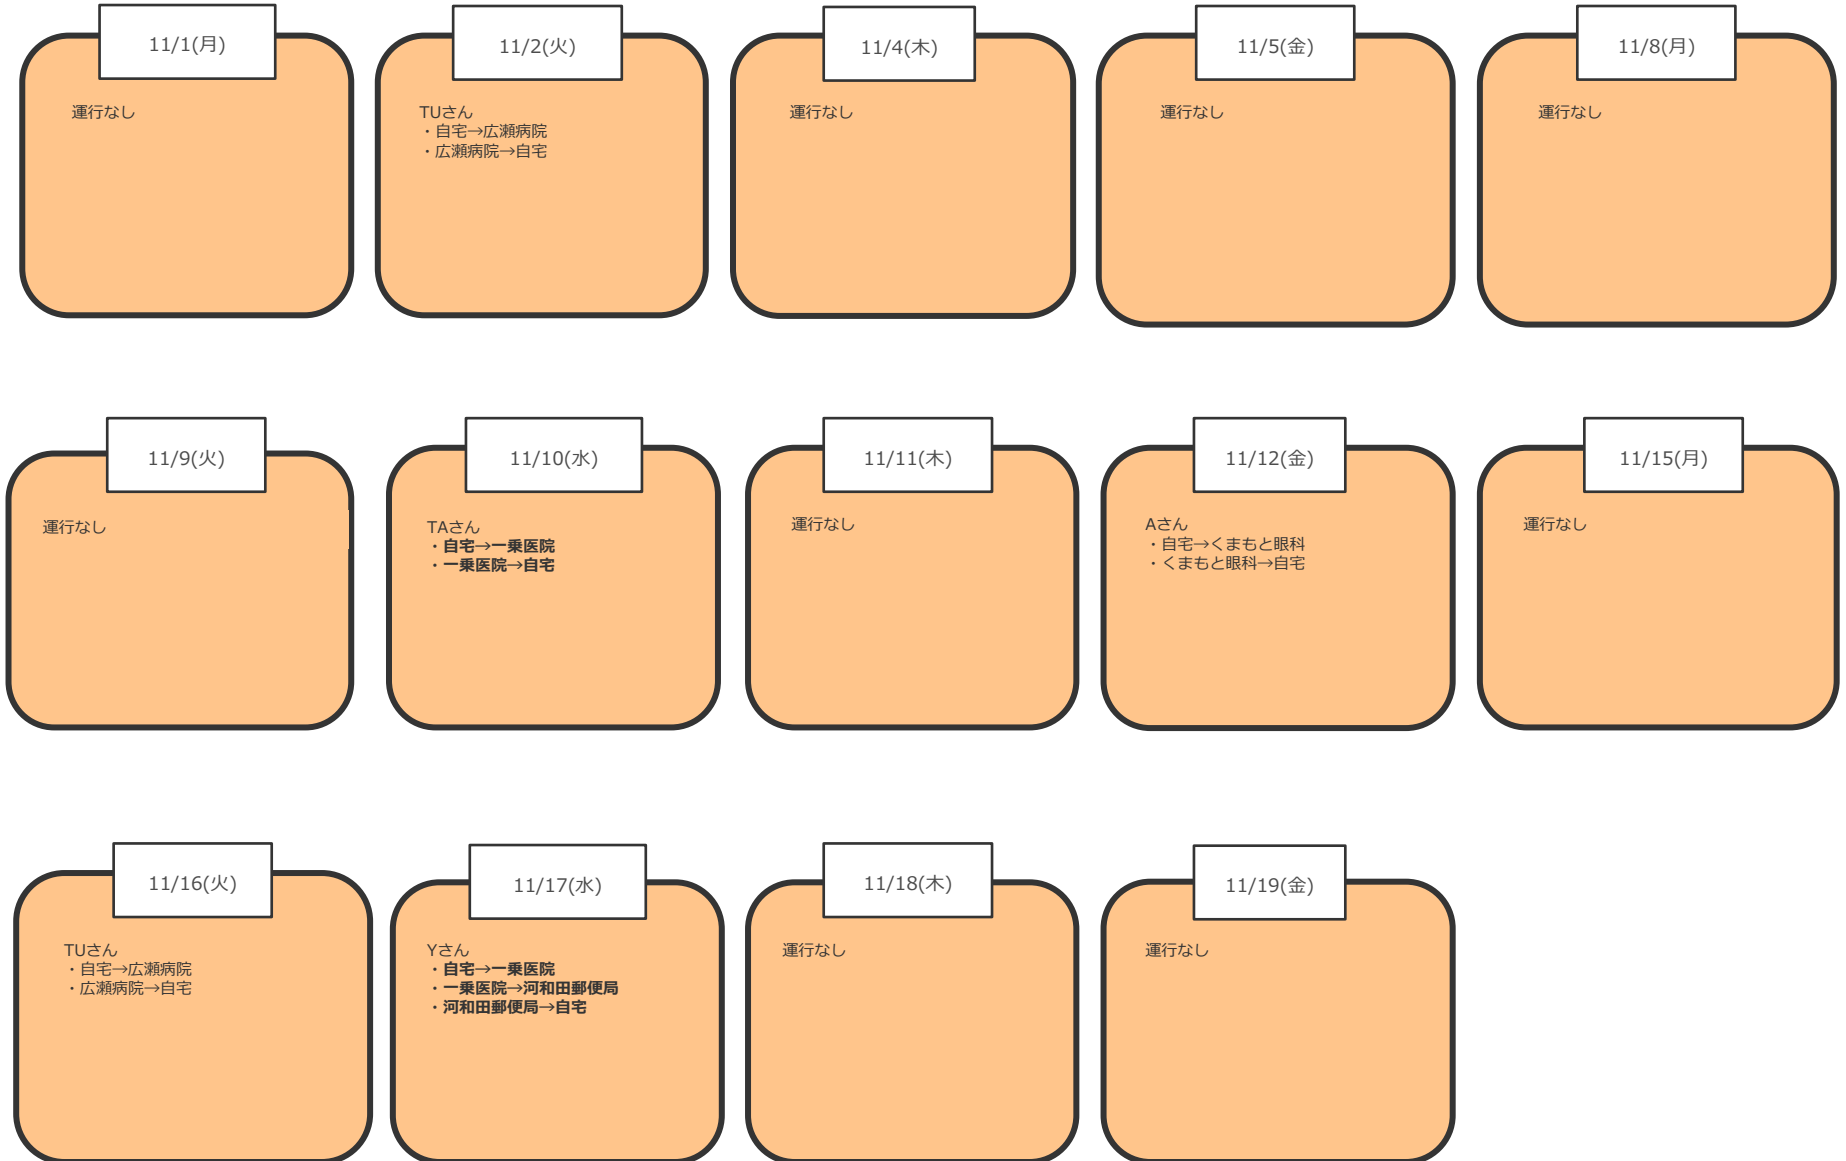 11/1(月)
運行なし
11/2(火)
TUさん
・自宅→広瀬病院
・広瀬病院→自宅
11/4(木)
運行なし
11/5(金)
運行なし
11/8(月)
運行なし
11/9(火)
運行なし
11/10(水)
TAさん
・自宅→一乗医院
・一乗医院→自宅
11/11(木)
運行なし
11/12(金)
Aさん
・自宅→くまもと眼科
・くまもと眼科→自宅
11/15(月)
運行なし
11/16(火)
TUさん
・自宅→広瀬病院
・広瀬病院→自宅
11/17(水)
Yさん
・自宅→一乗医院
・一乗医院→河和田郵便局
・河和田郵便局→自宅
11/18(木)
運行なし
11/19(金)
運行なし